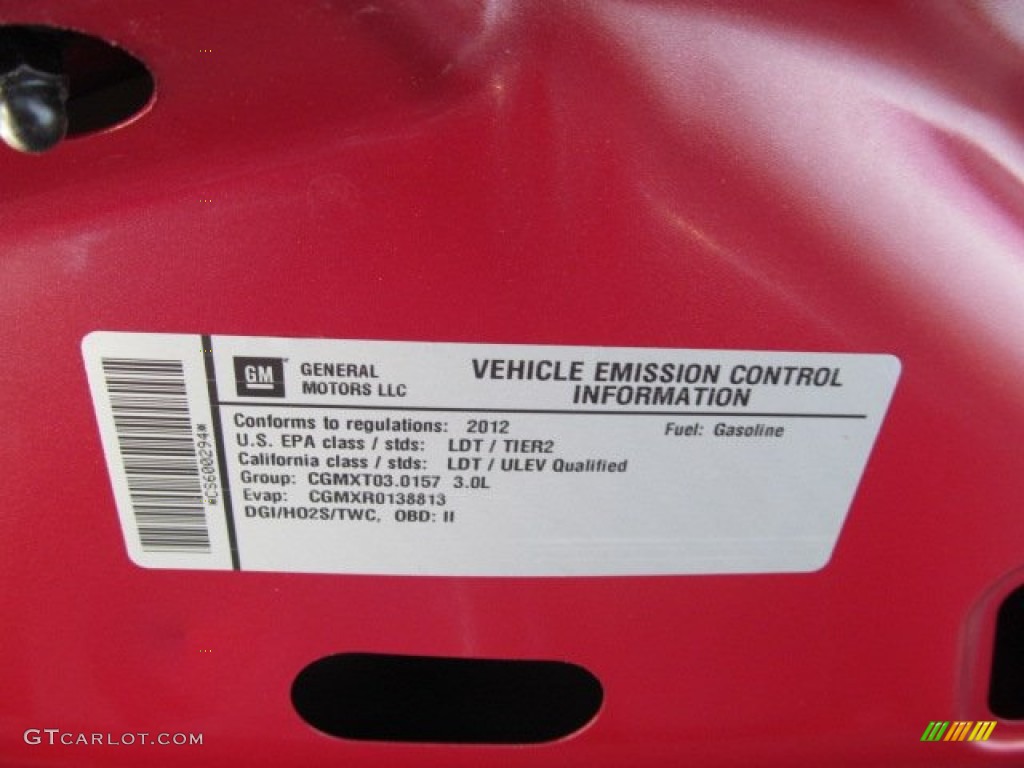 GM
GENERAL
MOTORS LLC
VEHICLE EMISSION CONTROL
INFORMATION
Conforms to regulations: 2012
Fuel: Gasoline
U.S. EPA class / stds: LDT / TIER2
California class / stds: LDT / ULEV Qualified
Group: CGMXT03.0157 3.0L
Evap: CGMXR0138813
DGI/HO2S/TWC, OBD: II
*CS600294*
GTCARLOT.COM